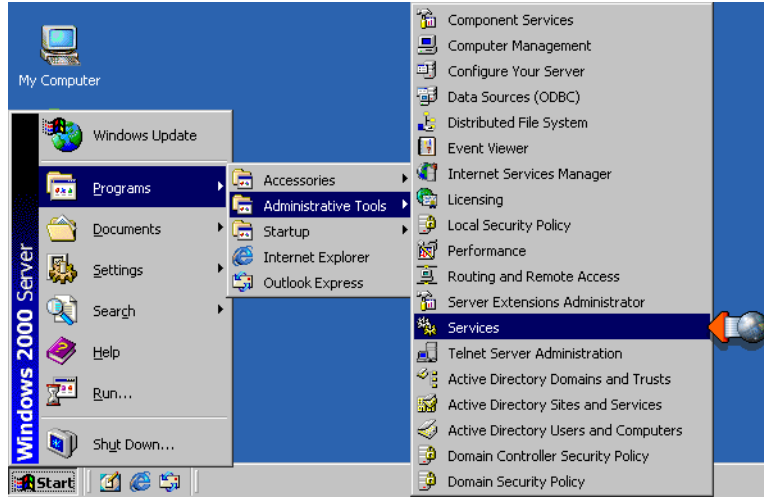 My Computer
Windows 2000 Server
Windows Update
Programs
Documents
Settings
Search
Help
Run...
Shut Down...
Start
Accessories
Administrative Tools
Startup
Internet Explorer
Outlook Express
Component Services
Computer Management
Configure Your Server
Data Sources (ODBC)
Distributed File System
Event Viewer
Internet Services Manager
Licensing
Local Security Policy
Performance
Routing and Remote Access
Server Extensions Administrator
Services
Telnet Server Administration
Active Directory Domains and Trusts
Active Directory Sites and Services
Active Directory Users and Computers
Domain Controller Security Policy
Domain Security Policy